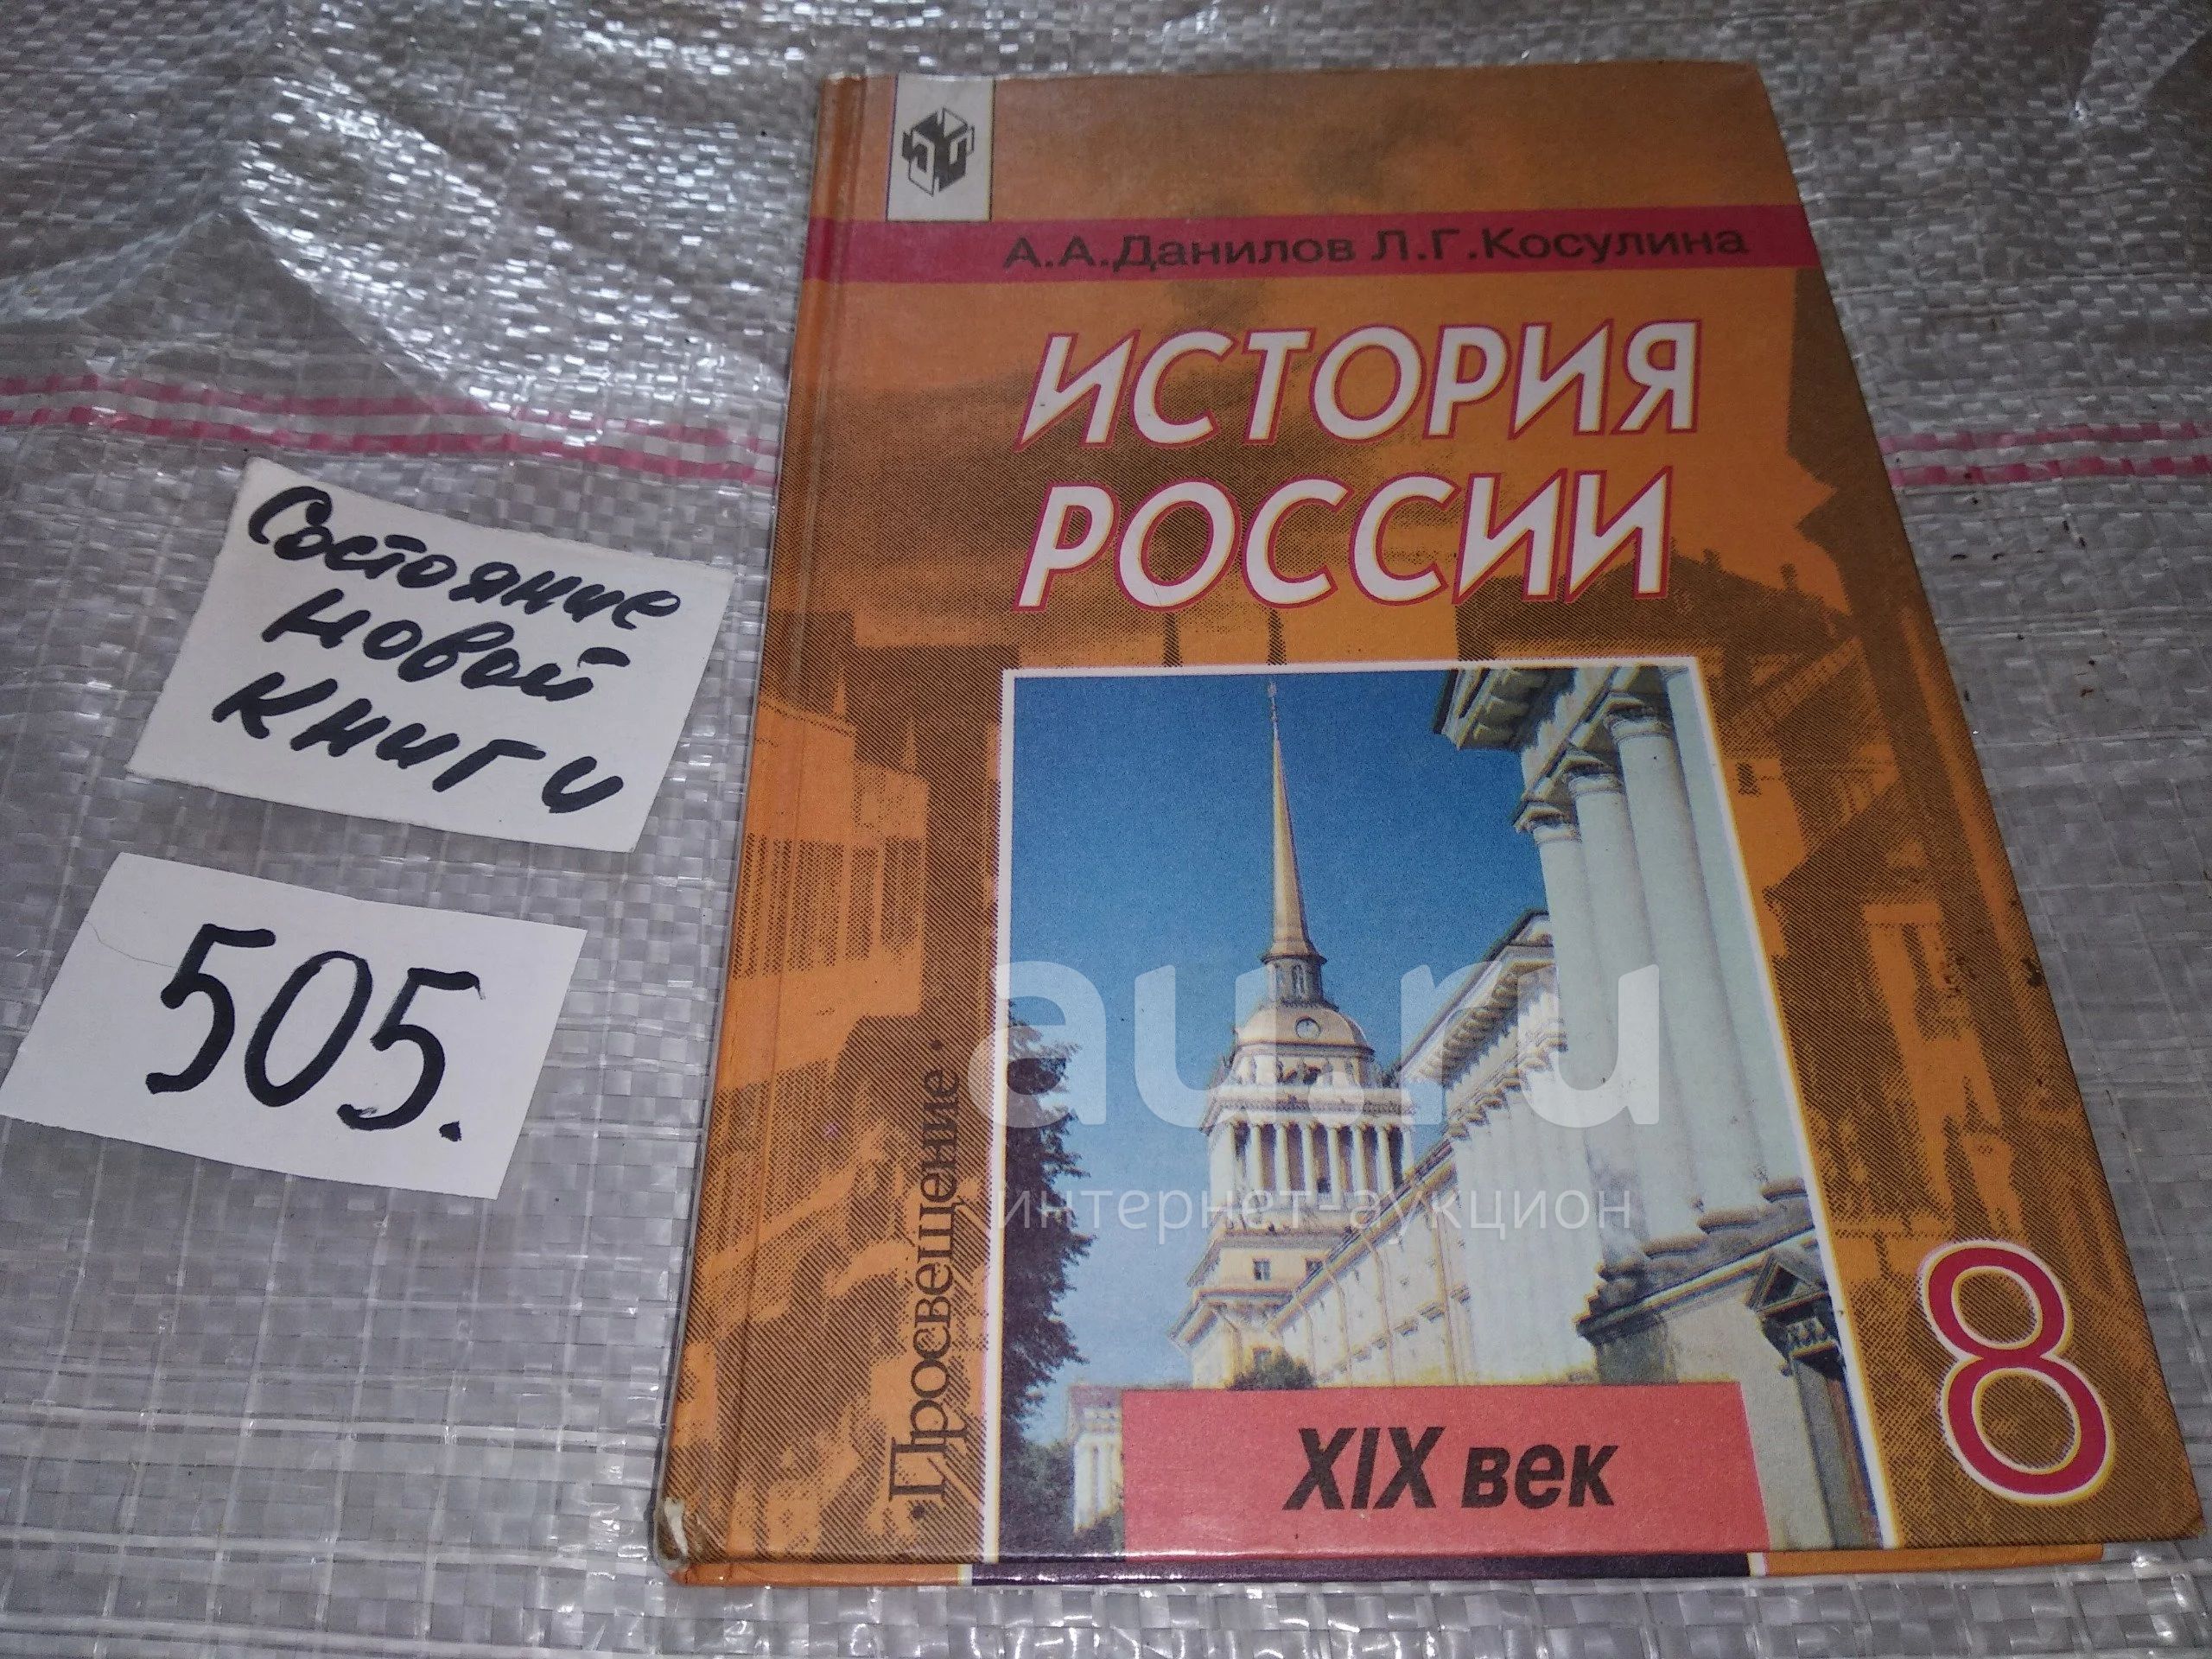 А.А.Данилов Л.Г.Косулина
ИСТОРИЯ
РОССИИ
Состояние
новой
книги
505.
·Просвещение·
au.ru
интернет-аукцион
XIX век
8